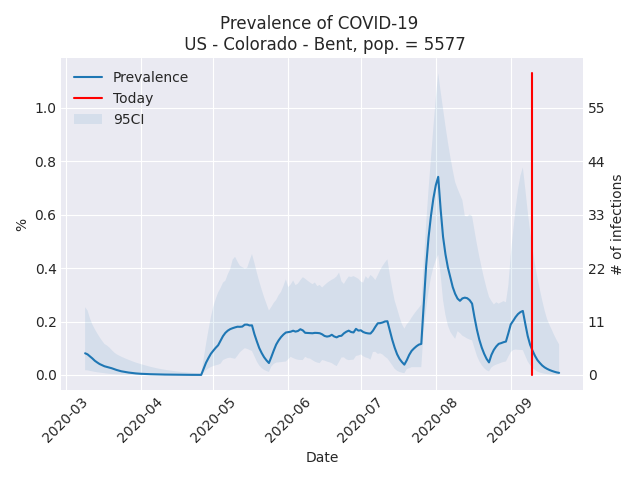 Prevalence of COVID-19
US - Colorado - Bent, pop. = 5577
Prevalence
Today
95CI
1.0
0.8
0.6
0.4
0.2
0.0
%
55
44
33
22
11
0
# of infections
2020-03
2020-04
2020-05
2020-06
2020-07
2020-08
2020-09
Date